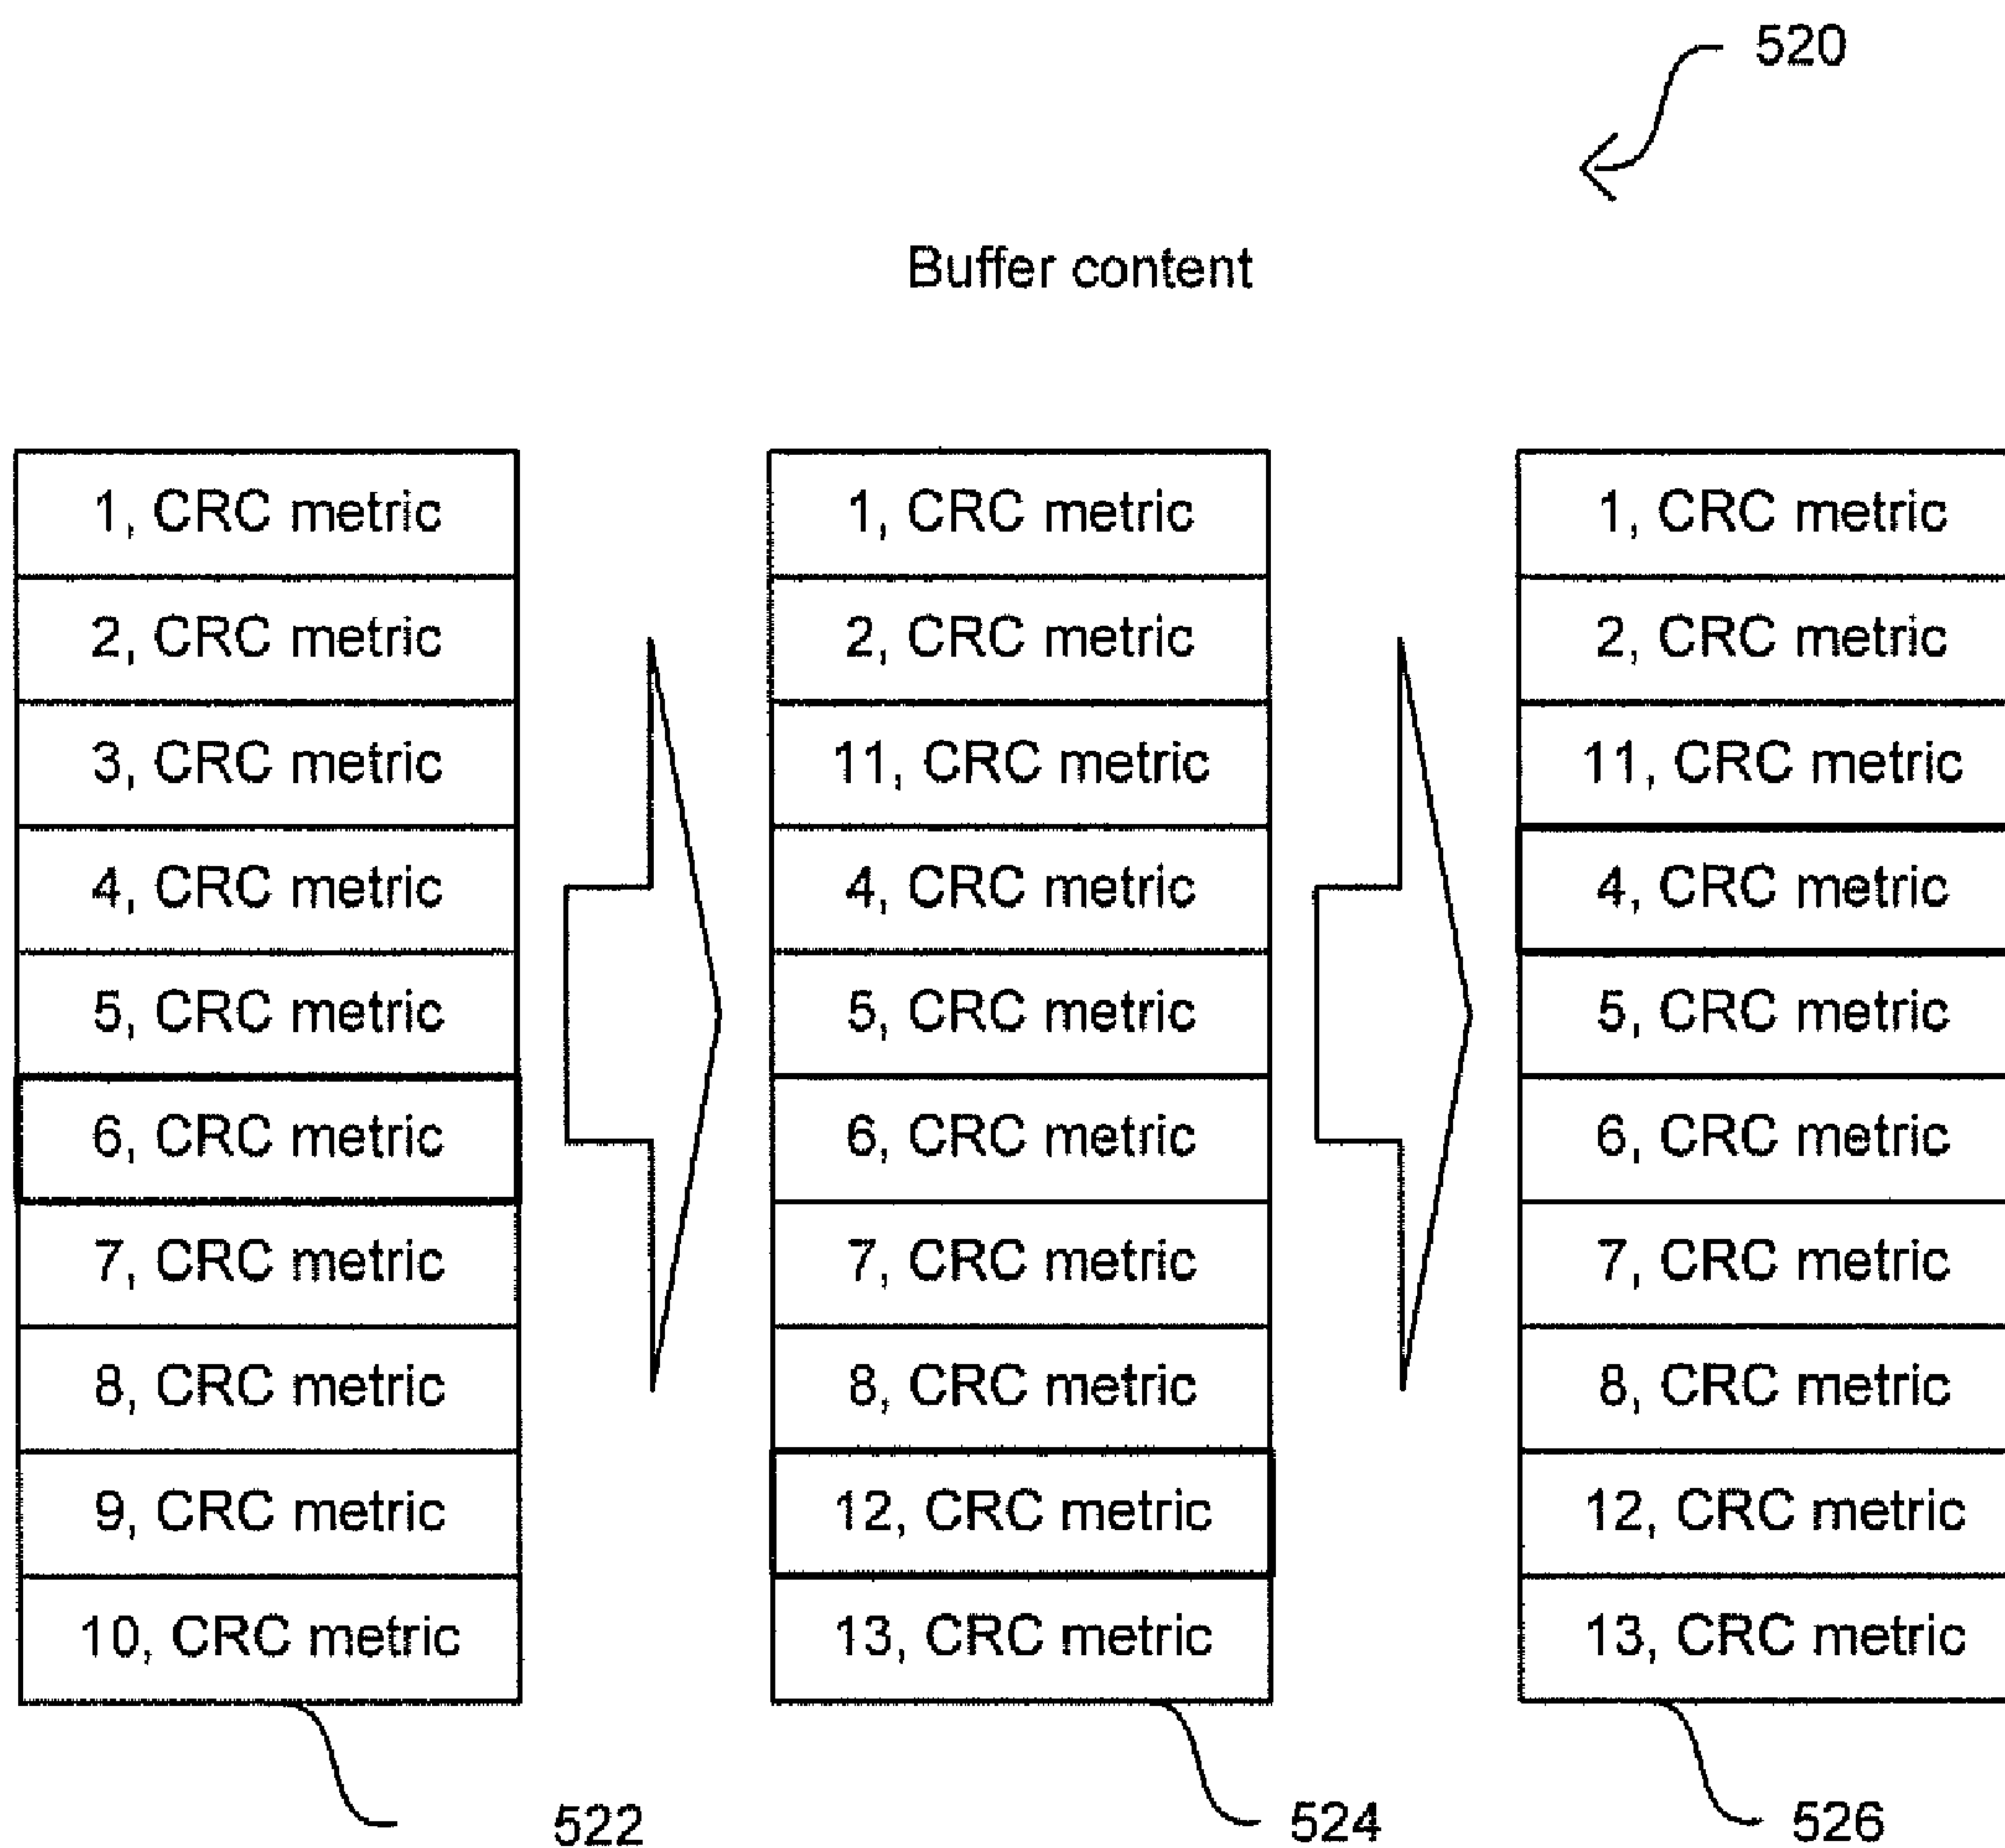 520
Buffer content
1, CRC metric
2, CRC metric
3, CRC metric
4, CRC metric
5, CRC metric
6, CRC metric
7, CRC metric
8, CRC metric
9, CRC metric
10, CRC metric
522
1, CRC metric
2, CRC metric
11, CRC metric
4, CRC metric
5, CRC metric
6, CRC metric
7, CRC metric
8, CRC metric
12, CRC metric
13, CRC metric
524
1, CRC metric
2, CRC metric
11, CRC metric
4, CRC metric
5, CRC metric
6, CRC metric
7, CRC metric
8, CRC metric
12, CRC metric
13, CRC metric
526